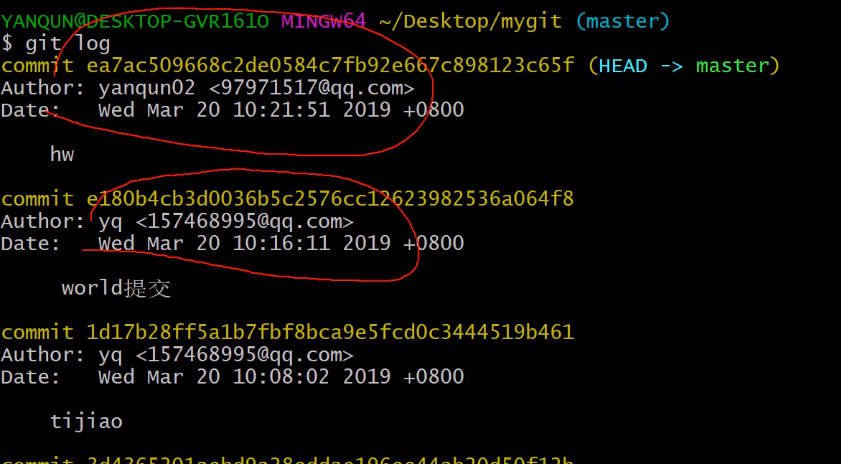 YANQUN@DESKTOP-GVR161O MINGW64 ~/Desktop/mygit (master)
$ git log
commit ea7ac509668c2de0584c7fb92e667c898123c65f (HEAD -> master)
Author: yanqun02 <97971517@qq.com>
Date:   Wed Mar 20 10:21:51 2019 +0800
hw
commit e180b4cb3d0036b5c2576cc12623982536a064f8
Author: yq <157468995@qq.com>
Date:   Wed Mar 20 10:16:11 2019 +0800
world提交
commit 1d17b28ff5a1b7fbf8bca9e5fcd0c3444519b461
Author: yq <157468995@qq.com>
Date:   Wed Mar 20 10:08:02 2019 +0800
tijiao
commit